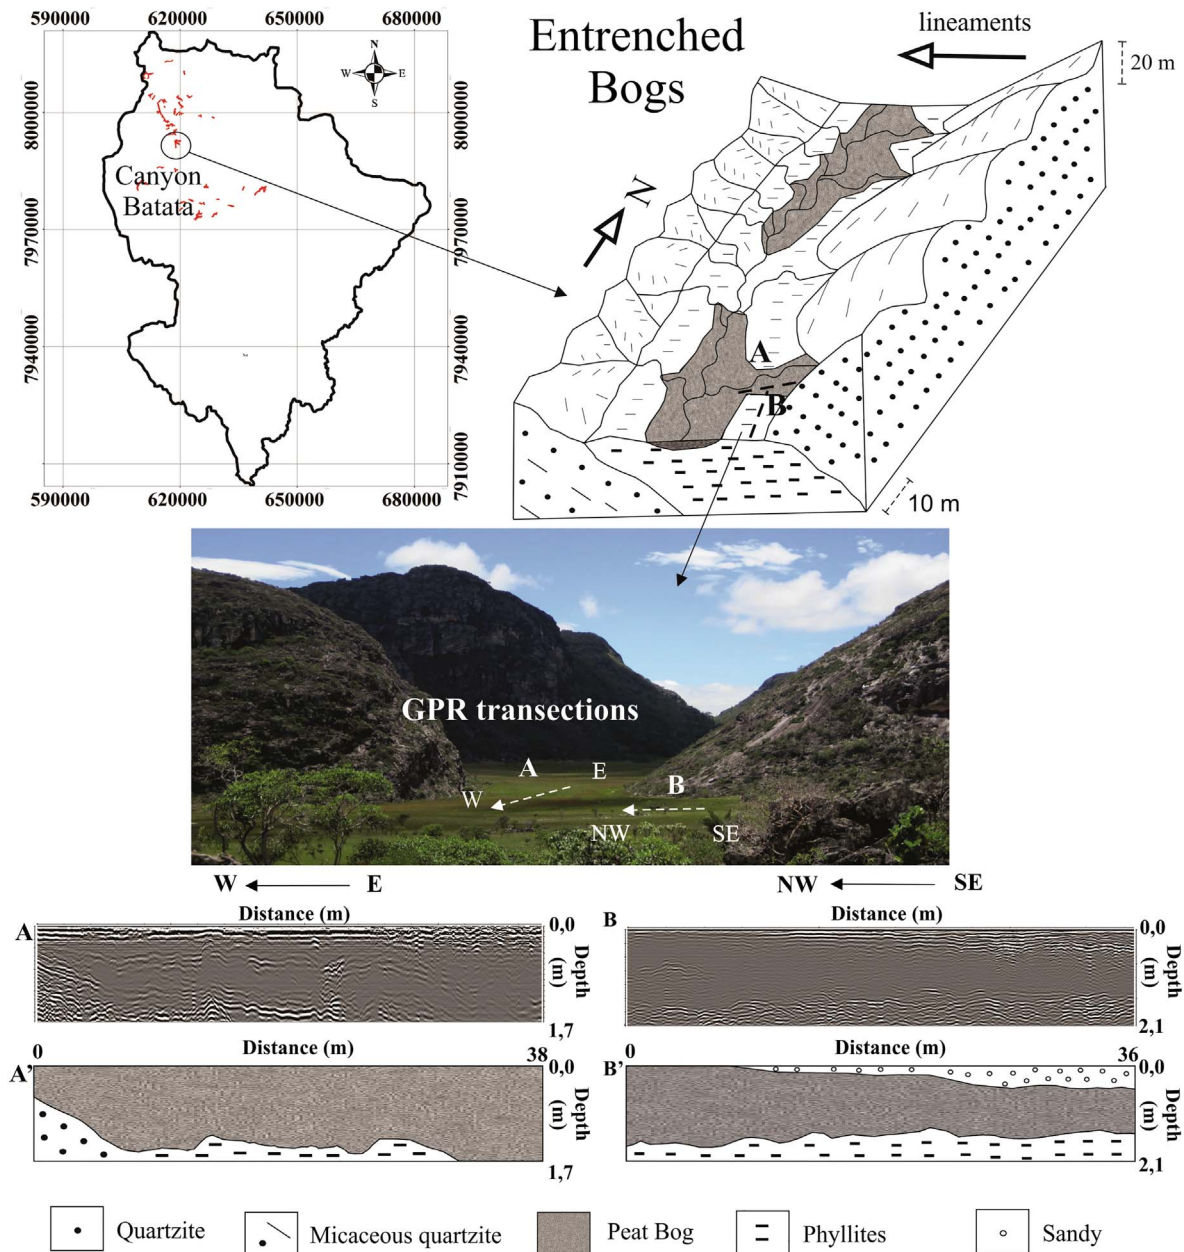 590000 620000 650000 680000
N
W E
S
8000000
8000000
Canyon
Batata
7970000
7970000
7940000
7940000
7910000
7910000
590000 620000 650000 680000
Entrenched
Bogs
lineaments
20 m
N
A
B
10 m
GPR transections
A
E
W
B
NW
SE
W E
NW SE
Distance (m)
A
0,0
Depth
(m)
1,7
Distance (m)
B
0,0
Depth
(m)
2,1
0 Distance (m) 38
A'
0,0
Depth
(m)
1,7
0 Distance (m) 36
B'
0,0
Depth
(m)
2,1
Quartzite
Micaceous quartzite
Peat Bog
Phyllites
Sandy